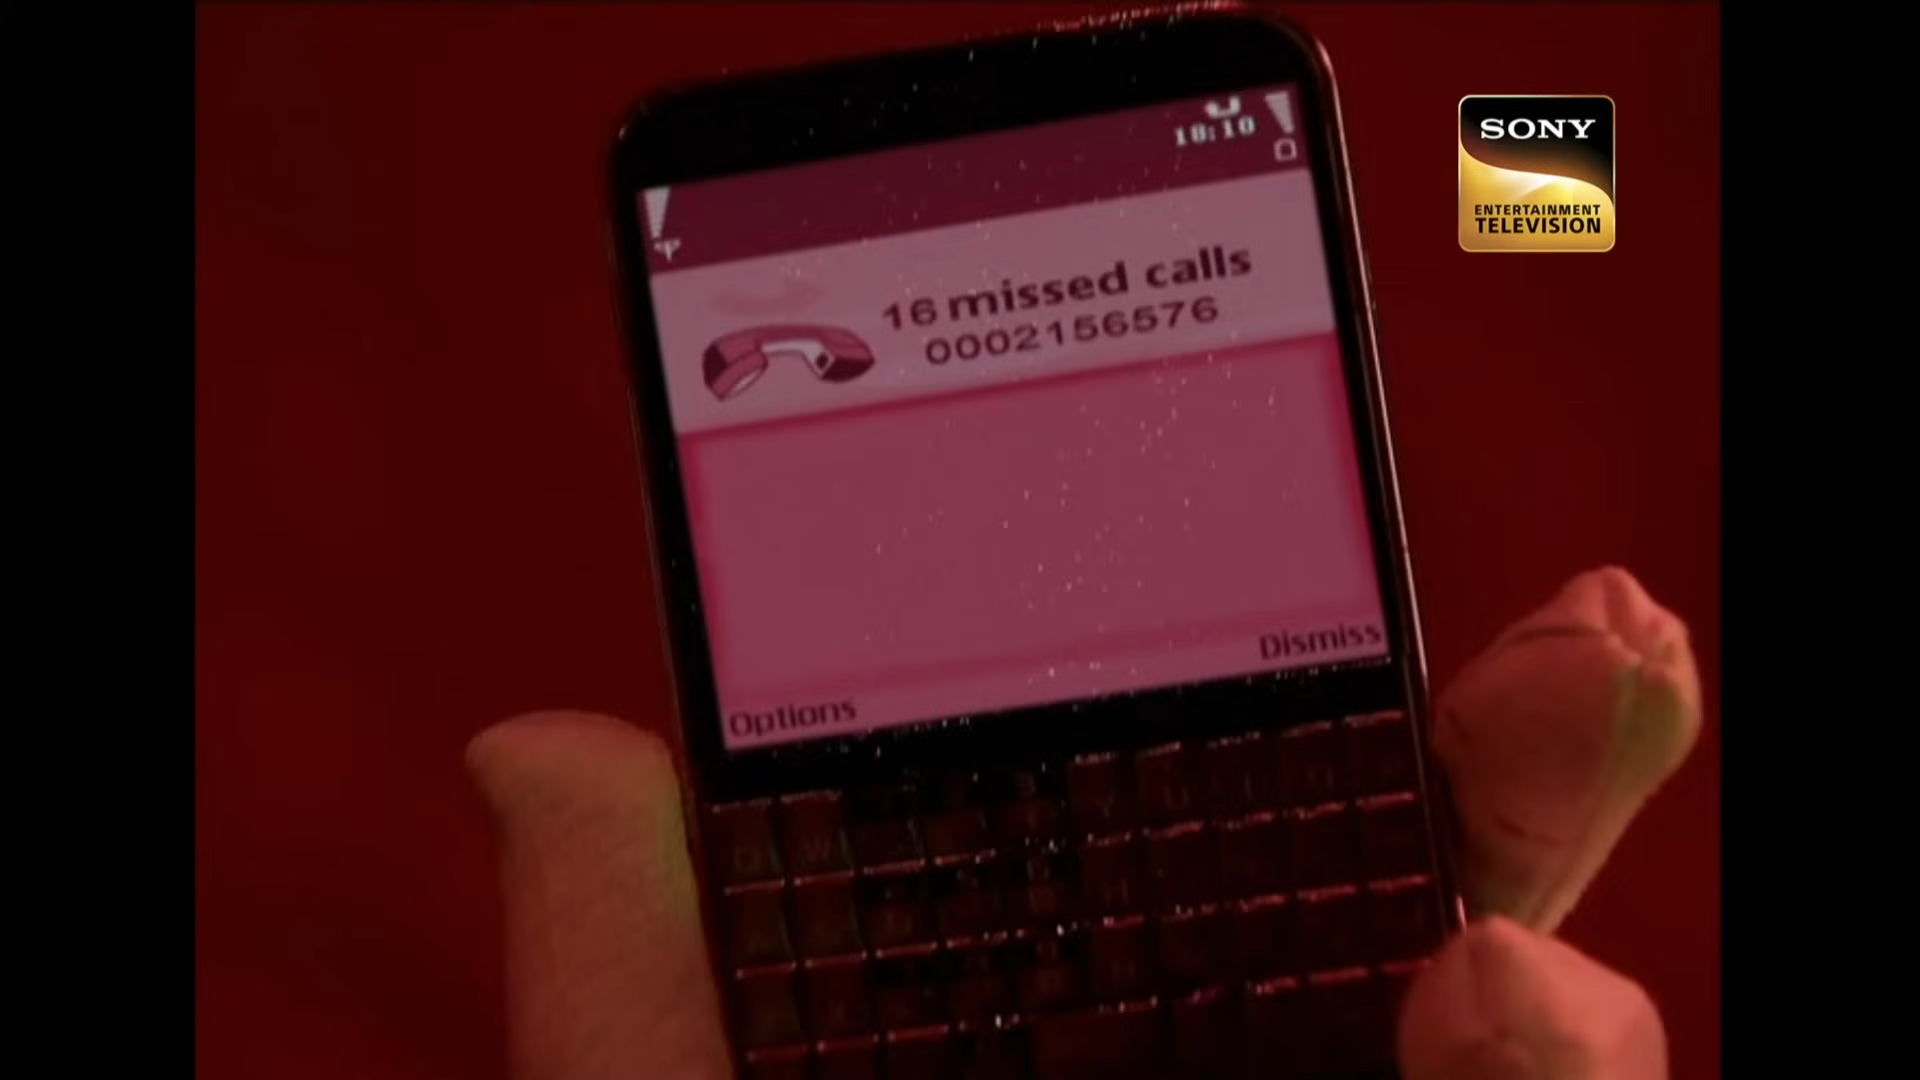 18:10
16 missed calls
0002156576
Dismiss
Options
SONY
ENTERTAINMENT
TELEVISION